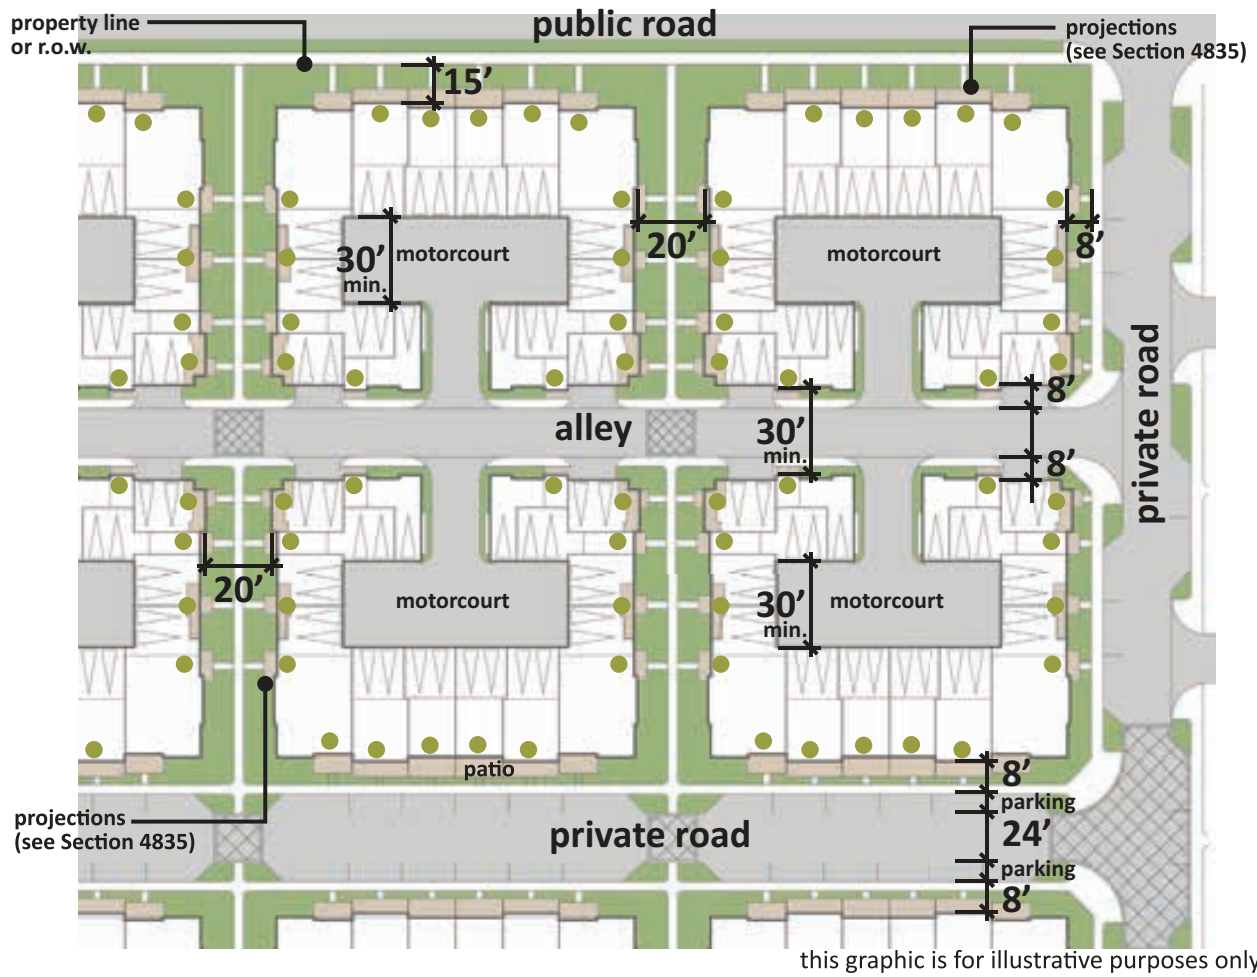 public road
property line
or r.o.w.
projections
(see Section 4835)
15’
20’
8’
30’
min.
motorcourt
motorcourt
private road
8’
alley
30’
min.
8’
20’
motorcourt
30’
min.
motorcourt
patio
8’
parking
projections
(see Section 4835)
private road
24’
parking
8’
this graphic is for illustrative purposes only